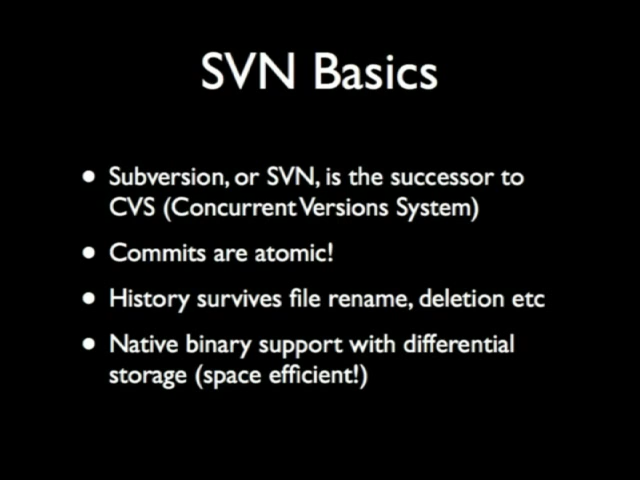 SVN Basics
• Subversion, or SVN, is the successor to
CVS (Concurrent Versions System)
• Commits are atomic!
• History survives file rename, deletion etc
• Native binary support with differential
storage (space efficient!)